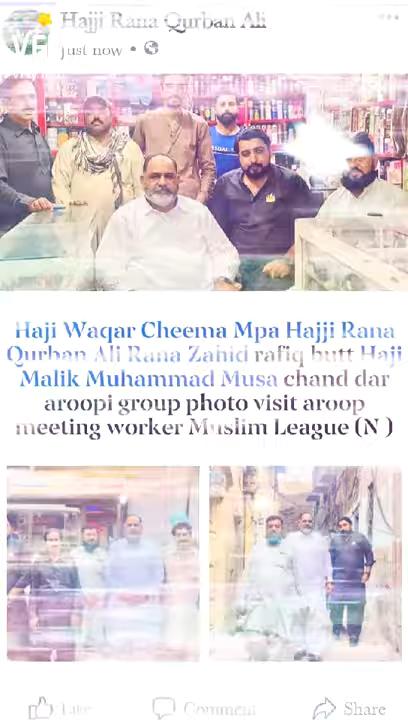 Hajji Rana Qurban Ali
Just now
Haji Waqar Cheema Mpa Hajji Rana
Qurban Ali Rana Zahid rafiq butt Haji
Malik Muhammad Musa chand dar
aroopi group photo visit aroop
meeting worker Muslim League (N )
Like Comment Share